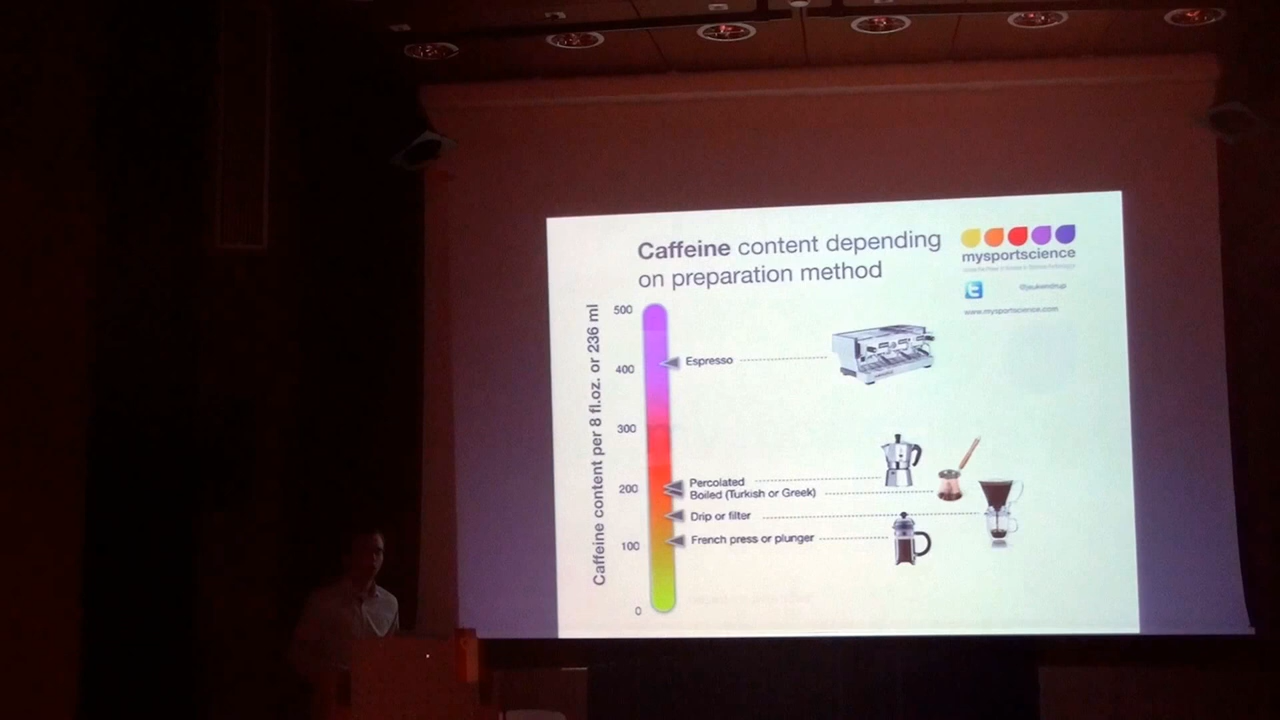 Caffeine content depending
on preparation method
mysportscience
@jeukendrup
www.mysportscience.com
Caffeine content per 8 fl.oz. or 236 ml
500
400
300
200
100
0
Espresso
Percolated
Boiled (Turkish or Greek)
Drip or filter
French press or plunger